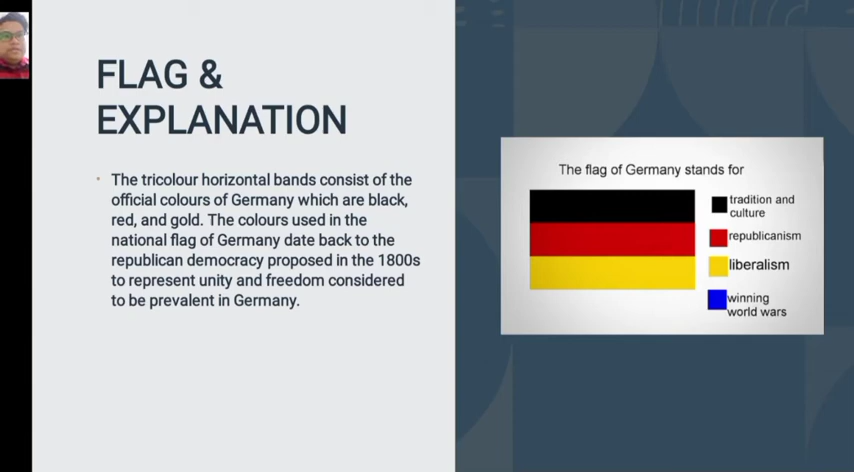 FLAG &
EXPLANATION
The tricolour horizontal bands consist of the
official colours of Germany which are black,
red, and gold. The colours used in the
national flag of Germany date back to the
republican democracy proposed in the 1800s
to represent unity and freedom considered
to be prevalent in Germany.
The flag of Germany stands for
tradition and
culture
republicanism
liberalism
winning
world wars